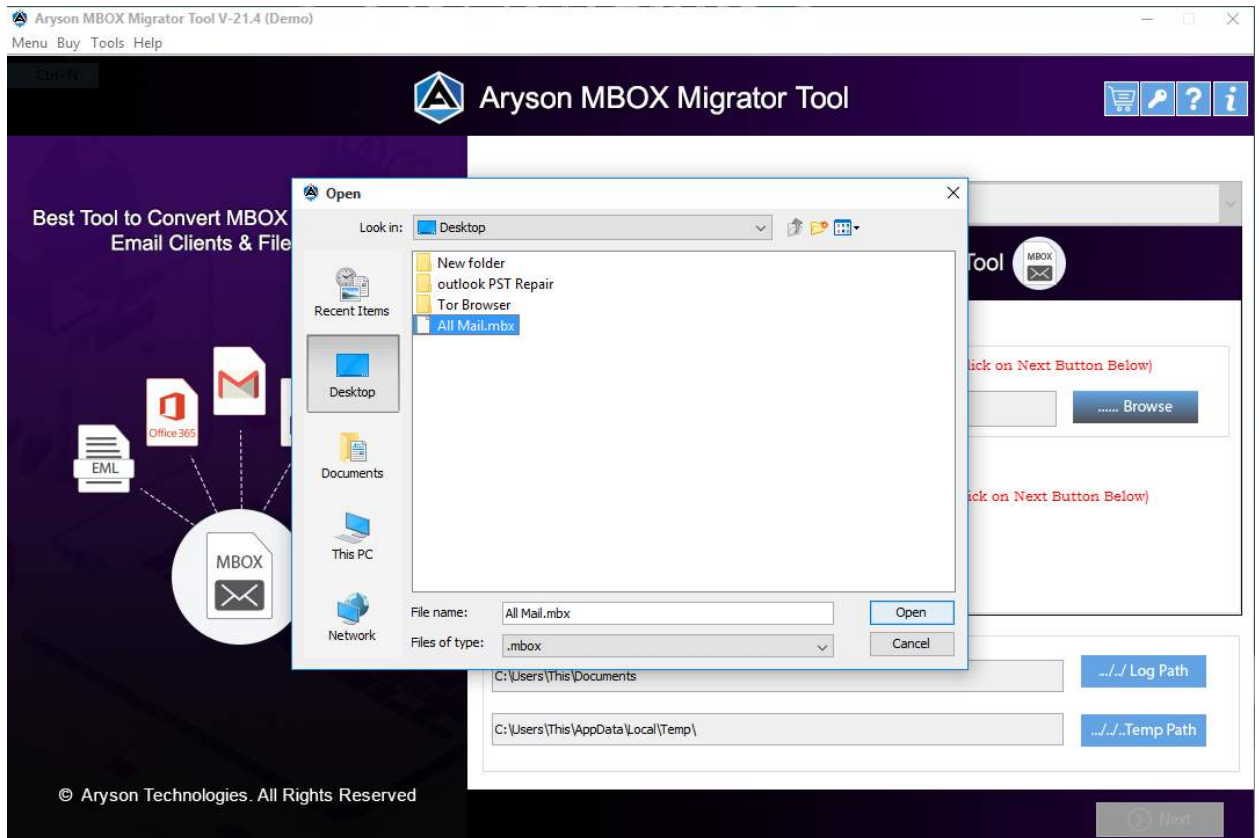 Aryson MBOX Migrator Tool V-21.4 (Demo)
Menu Buy Tools Help
Ctrl+N
Aryson MBOX Migrator Tool
Best Tool to Convert MBOX
Email Clients & File
Office 365
EML
MBOX
Open
Look in:
Desktop
Recent Items
Desktop
Documents
This PC
Network
New folder
outlook PST Repair
Tor Browser
All Mail.mbx
File name:
All Mail.mbx
Open
Files of type:
.mbox
Cancel
Tool
MBOX
lick on Next Button Below)
...... Browse
ick on Next Button Below)
C:\Users\This\Documents
.../../ Log Path
C:\Users\This\AppData\Local\Temp\
.../../..Temp Path
© Aryson Technologies. All Rights Reserved
Next